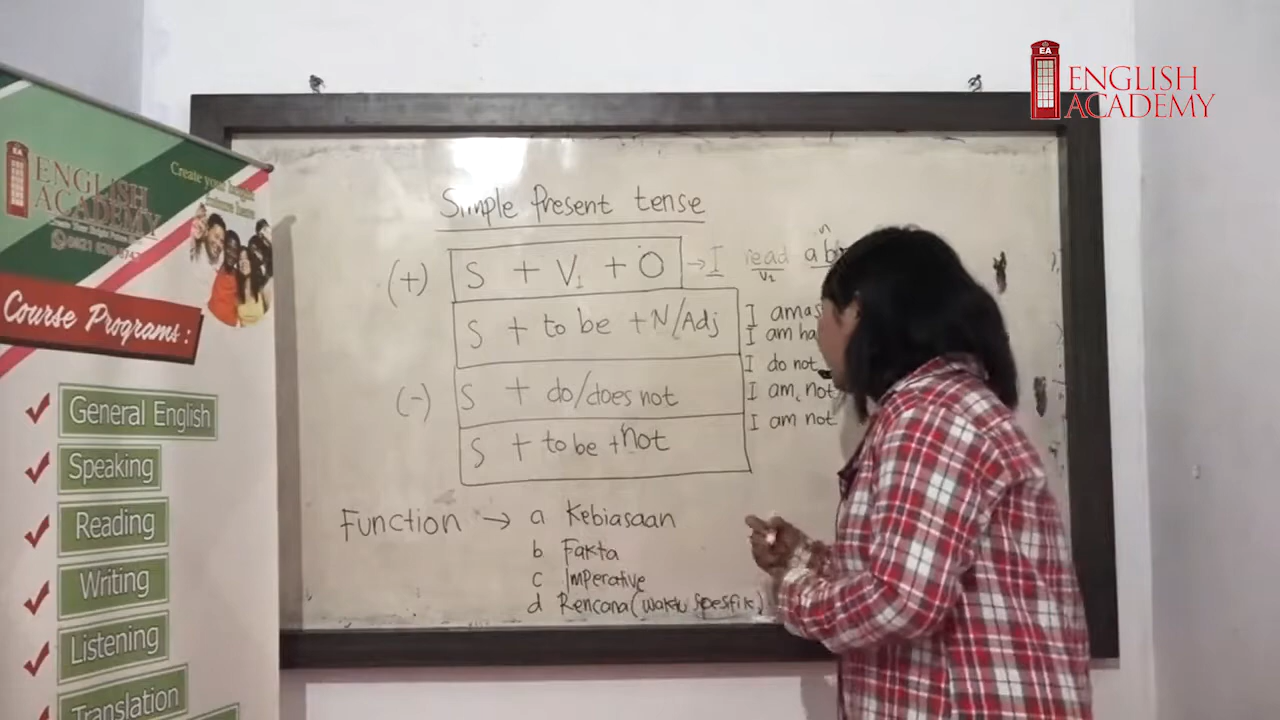 EA
ENGLISH
ACADEMY
ENGLISH
ACADEMY
Create your
Course Programs :
General English
Speaking
Reading
Writing
Listening
Translation
Simple Present tense
(+) S + V1 + O → I read a
n
S + to be + N/Adj
I am
I am
(-) S + do/does not
I do not
I am not
S + to be + not
I am not
Function → a Kebiasaan
b Fakta
c Imperative
d Rencana (waktu spesfik)